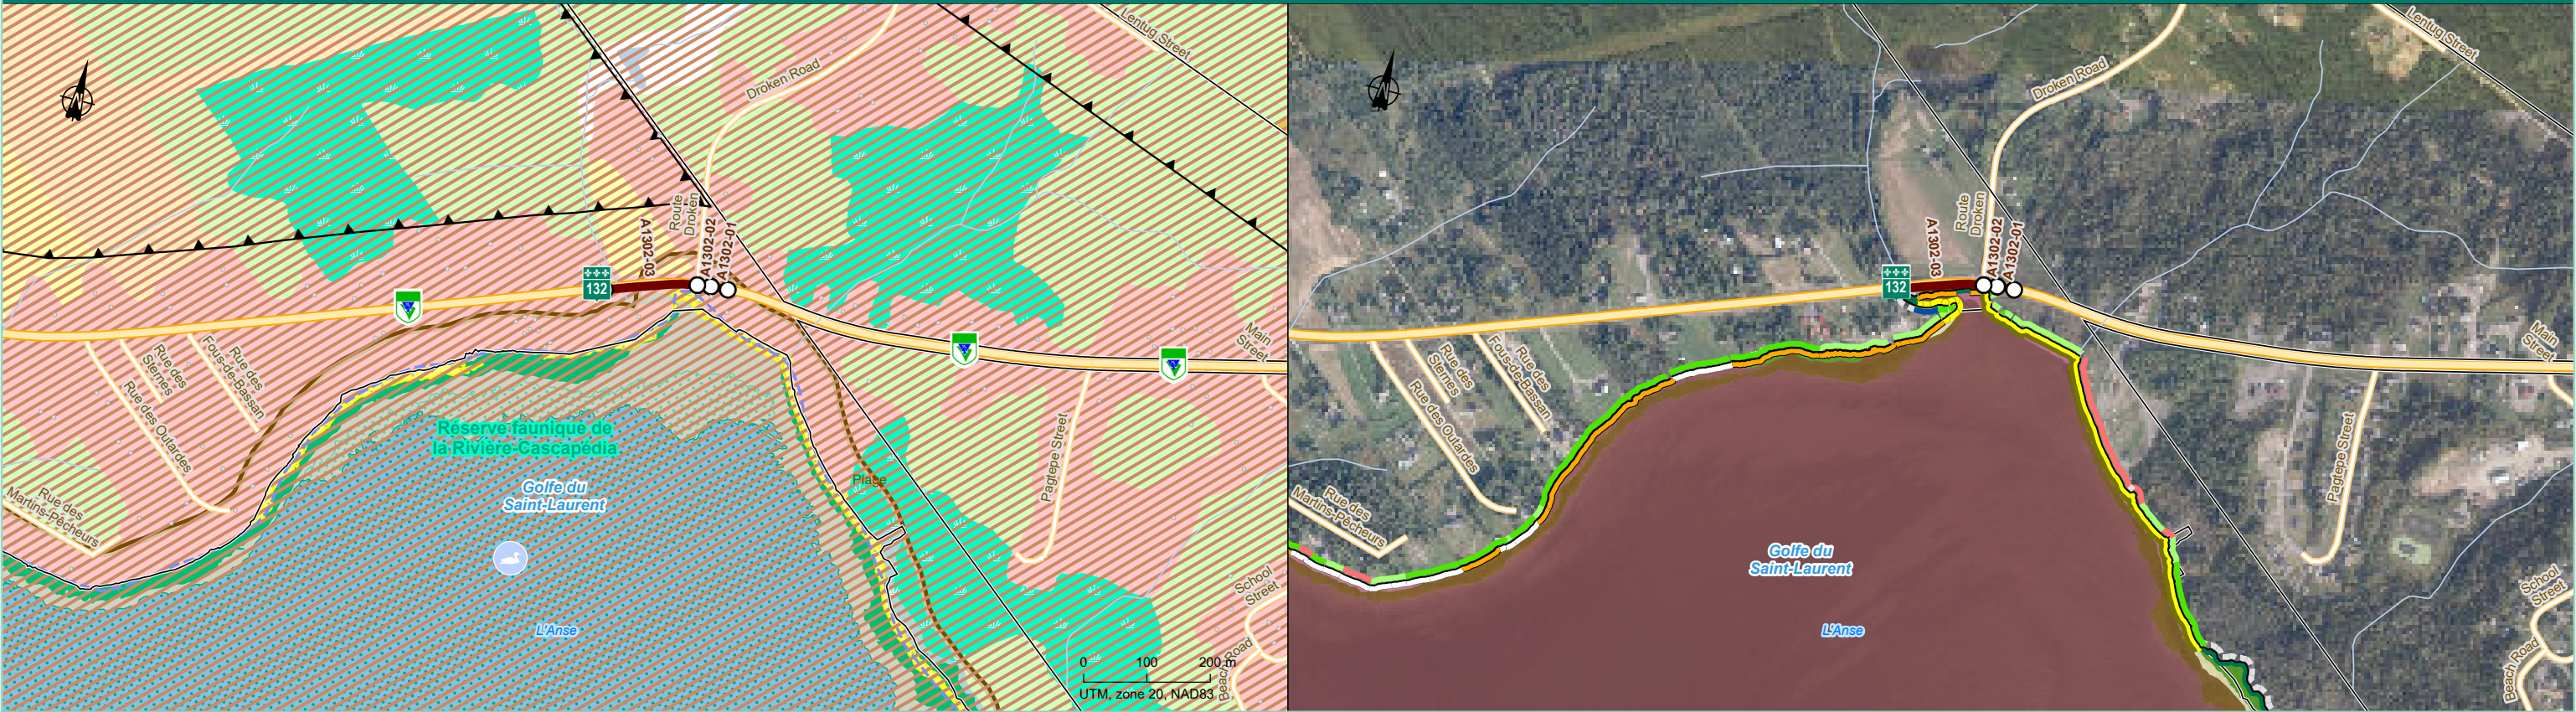 Lentug Street
Droken Road
N
Route
Droken
A1302-03
A1302-02
A1302-01
132
Main
Street
Rue des
Sternes
Rue des
Fous-de-Bassan
Rue des Outardes
Rue des
Martins-Pêcheurs
Réserve faunique de
la Rivière-Cascapédia
Golfe du
Saint-Laurent
Plage
Pagtepe Street
School
Street
L'Anse
Beach Road
0 100 200 m
UTM, zone 20, NAD83
Lentug Street
Droken Road
N
Route
Droken
A1302-03
A1302-02
A1302-01
132
Main
Street
Rue des
Sternes
Rue des
Fous-de-Bassan
Rue des Outardes
Rue des
Martins-Pêcheurs
Golfe du
Saint-Laurent
Pagtepe Street
School
Street
L'Anse
Beach Road